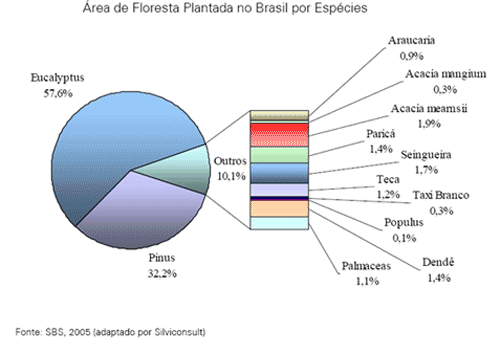 Área de Floresta Plantada no Brasil por Espécies
Eucalyptus
57,6%
Outros
10,1%
Pinus
32,2%
Araucaria
0,9%
Acacia mangium
0,3%
Acacia mearnsii
1,9%
Paricá
1,4%
Seingueira
1,7%
Teca
1,2%
Taxi Branco
0,3%
Populus
0,1%
Dendê
1,4%
Palmaceas
1,1%
Fonte: SBS, 2005 (adaptado por Silviconsult)